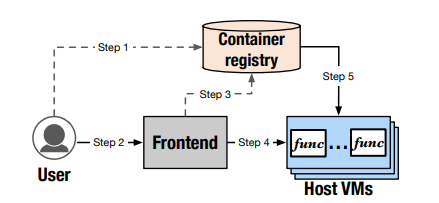 Step 1
Container
registry
Step 5
Step 3
Step 2
Frontend
Step 4
func ... func
User
Host VMs